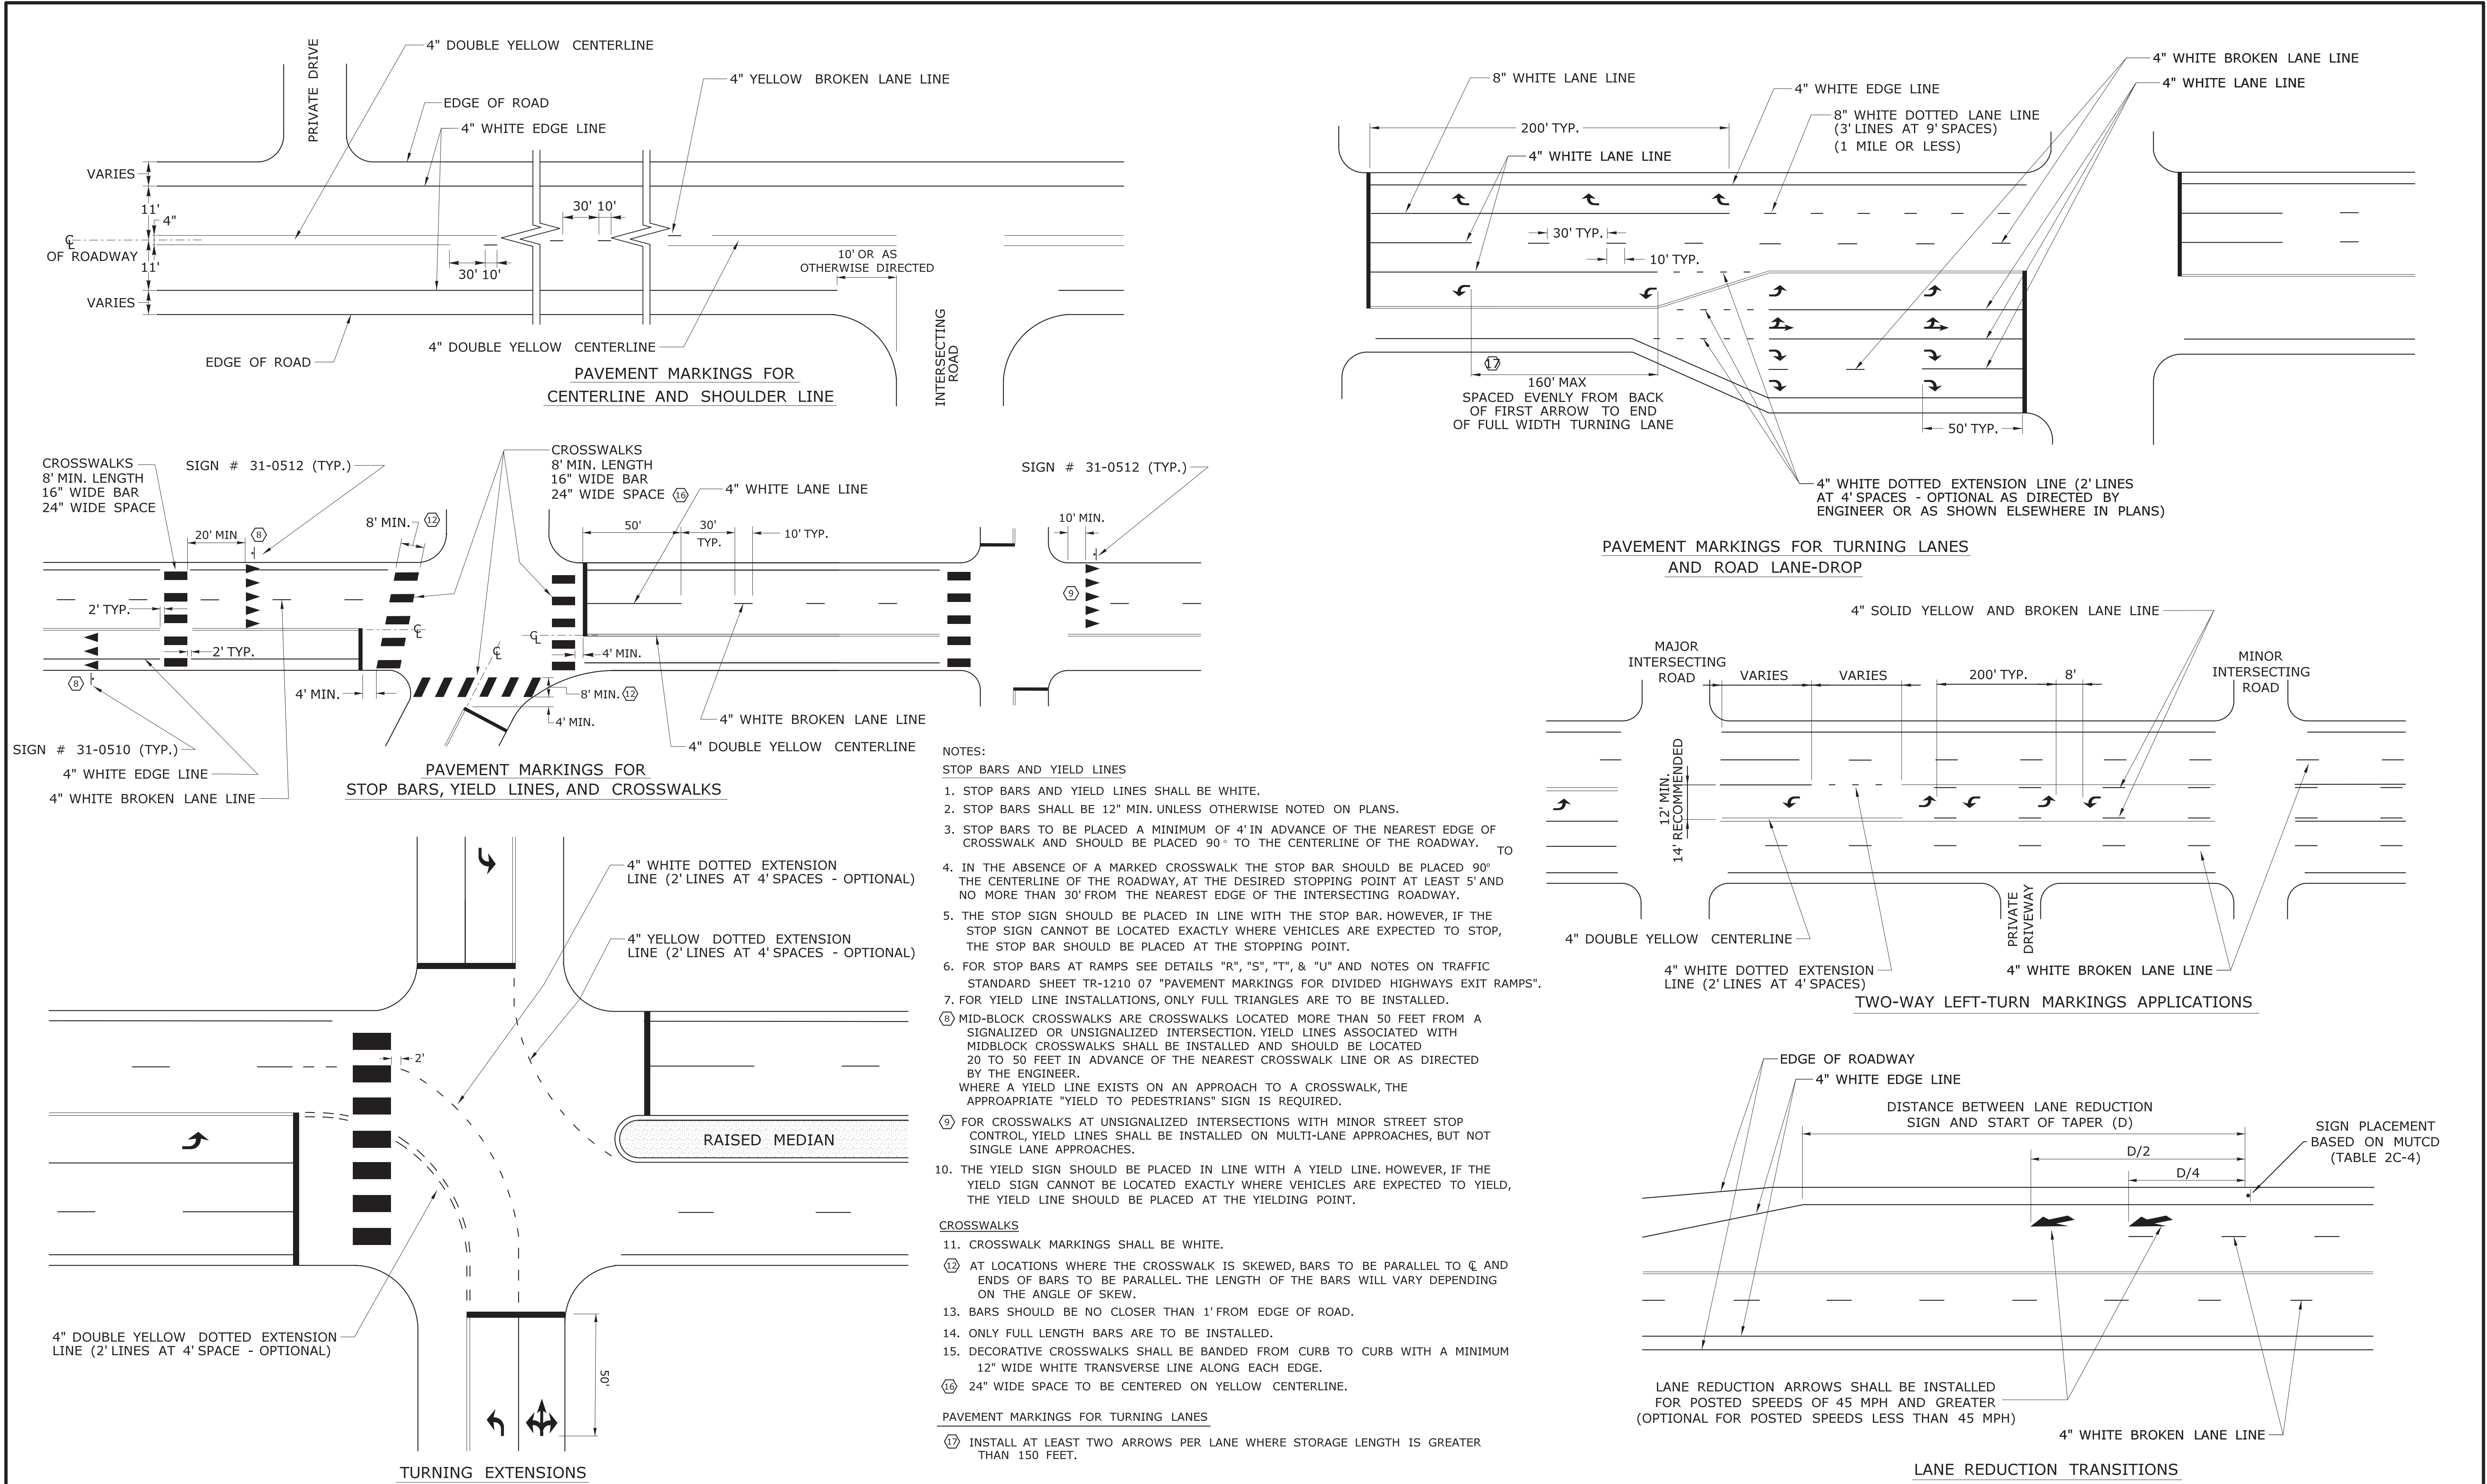 PRIVATE DRIVE
4" DOUBLE YELLOW CENTERLINE
4" YELLOW BROKEN LANE LINE
EDGE OF ROAD
4" WHITE EDGE LINE
VARIES
11'
4"
℄
OF ROADWAY
11'
VARIES
30' 10'
30' 10'
10' OR AS
OTHERWISE DIRECTED
4" DOUBLE YELLOW CENTERLINE
EDGE OF ROAD
INTERSECTING
ROAD
PAVEMENT MARKINGS FOR
CENTERLINE AND SHOULDER LINE
8" WHITE LANE LINE
4" WHITE EDGE LINE
4" WHITE BROKEN LANE LINE
4" WHITE LANE LINE
8" WHITE DOTTED LANE LINE
(3' LINES AT 9' SPACES)
(1 MILE OR LESS)
200' TYP.
4" WHITE LANE LINE
30' TYP.
10' TYP.
17
160' MAX
SPACED EVENLY FROM BACK
OF FIRST ARROW TO END
OF FULL WIDTH TURNING LANE
50' TYP.
4" WHITE DOTTED EXTENSION LINE (2' LINES
AT 4' SPACES - OPTIONAL AS DIRECTED BY
ENGINEER OR AS SHOWN ELSEWHERE IN PLANS)
PAVEMENT MARKINGS FOR TURNING LANES
AND ROAD LANE-DROP
CROSSWALKS
8' MIN. LENGTH
16" WIDE BAR
24" WIDE SPACE
SIGN # 31-0512 (TYP.)
20' MIN
8
8' MIN.
12
CROSSWALKS
8' MIN. LENGTH
16" WIDE BAR
24" WIDE SPACE 16
4" WHITE LANE LINE
50'
30'
TYP.
10' TYP.
SIGN # 31-0512 (TYP.)
10' MIN.
9
2' TYP.
2' TYP.
℄
℄
℄
8
4' MIN.
4' MIN.
8' MIN. 12
4' MIN.
4" WHITE BROKEN LANE LINE
4" DOUBLE YELLOW CENTERLINE
SIGN # 31-0510 (TYP.)
4" WHITE EDGE LINE
4" WHITE BROKEN LANE LINE
PAVEMENT MARKINGS FOR
STOP BARS, YIELD LINES, AND CROSSWALKS
4" WHITE DOTTED EXTENSION
LINE (2' LINES AT 4' SPACES - OPTIONAL)
4" YELLOW DOTTED EXTENSION
LINE (2' LINES AT 4' SPACES - OPTIONAL)
2'
RAISED MEDIAN
4" DOUBLE YELLOW DOTTED EXTENSION
LINE (2' LINES AT 4' SPACE - OPTIONAL)
50'
TURNING EXTENSIONS
NOTES:
STOP BARS AND YIELD LINES
1. STOP BARS AND YIELD LINES SHALL BE WHITE.
2. STOP BARS SHALL BE 12" MIN. UNLESS OTHERWISE NOTED ON PLANS.
3. STOP BARS TO BE PLACED A MINIMUM OF 4' IN ADVANCE OF THE NEAREST EDGE OF
CROSSWALK AND SHOULD BE PLACED 90° TO THE CENTERLINE OF THE ROADWAY.
TO
4. IN THE ABSENCE OF A MARKED CROSSWALK THE STOP BAR SHOULD BE PLACED 90°
THE CENTERLINE OF THE ROADWAY, AT THE DESIRED STOPPING POINT AT LEAST 5' AND
NO MORE THAN 30' FROM THE NEAREST EDGE OF THE INTERSECTING ROADWAY.
5. THE STOP SIGN SHOULD BE PLACED IN LINE WITH THE STOP BAR. HOWEVER, IF THE
STOP SIGN CANNOT BE LOCATED EXACTLY WHERE VEHICLES ARE EXPECTED TO STOP,
THE STOP BAR SHOULD BE PLACED AT THE STOPPING POINT.
6. FOR STOP BARS AT RAMPS SEE DETAILS "R", "S", "T", & "U" AND NOTES ON TRAFFIC
STANDARD SHEET TR-1210 07 "PAVEMENT MARKINGS FOR DIVIDED HIGHWAYS EXIT RAMPS".
7. FOR YIELD LINE INSTALLATIONS, ONLY FULL TRIANGLES ARE TO BE INSTALLED.
8 MID-BLOCK CROSSWALKS ARE CROSSWALKS LOCATED MORE THAN 50 FEET FROM A
SIGNALIZED OR UNSIGNALIZED INTERSECTION. YIELD LINES ASSOCIATED WITH
MIDBLOCK CROSSWALKS SHALL BE INSTALLED AND SHOULD BE LOCATED
20 TO 50 FEET IN ADVANCE OF THE NEAREST CROSSWALK LINE OR AS DIRECTED
BY THE ENGINEER.
WHERE A YIELD LINE EXISTS ON AN APPROACH TO A CROSSWALK, THE
APPROAPRIATE "YIELD TO PEDESTRIANS" SIGN IS REQUIRED.
9 FOR CROSSWALKS AT UNSIGNALIZED INTERSECTIONS WITH MINOR STREET STOP
CONTROL, YIELD LINES SHALL BE INSTALLED ON MULTI-LANE APPROACHES, BUT NOT
SINGLE LANE APPROACHES.
10. THE YIELD SIGN SHOULD BE PLACED IN LINE WITH A YIELD LINE. HOWEVER, IF THE
YIELD SIGN CANNOT BE LOCATED EXACTLY WHERE VEHICLES ARE EXPECTED TO YIELD,
THE YIELD LINE SHOULD BE PLACED AT THE YIELDING POINT.
CROSSWALKS
11. CROSSWALK MARKINGS SHALL BE WHITE.
12 AT LOCATIONS WHERE THE CROSSWALK IS SKEWED, BARS TO BE PARALLEL TO ℄ AND
ENDS OF BARS TO BE PARALLEL. THE LENGTH OF THE BARS WILL VARY DEPENDING
ON THE ANGLE OF SKEW.
13. BARS SHOULD BE NO CLOSER THAN 1' FROM EDGE OF ROAD.
14. ONLY FULL LENGTH BARS ARE TO BE INSTALLED.
15. DECORATIVE CROSSWALKS SHALL BE BANDED FROM CURB TO CURB WITH A MINIMUM
12" WIDE WHITE TRANSVERSE LINE ALONG EACH EDGE.
16 24" WIDE SPACE TO BE CENTERED ON YELLOW CENTERLINE.
PAVEMENT MARKINGS FOR TURNING LANES
17 INSTALL AT LEAST TWO ARROWS PER LANE WHERE STORAGE LENGTH IS GREATER
THAN 150 FEET.
4" SOLID YELLOW AND BROKEN LANE LINE
MAJOR
INTERSECTING
ROAD
VARIES
VARIES
200' TYP.
8'
MINOR
INTERSECTING
ROAD
12' MIN.
14' RECOMMENDED
PRIVATE
DRIVEWAY
4" DOUBLE YELLOW CENTERLINE
4" WHITE DOTTED EXTENSION
LINE (2' LINES AT 4' SPACES)
4" WHITE BROKEN LANE LINE
TWO-WAY LEFT-TURN MARKINGS APPLICATIONS
EDGE OF ROADWAY
4" WHITE EDGE LINE
DISTANCE BETWEEN LANE REDUCTION
SIGN AND START OF TAPER (D)
D/2
D/4
SIGN PLACEMENT
BASED ON MUTCD
(TABLE 2C-4)
LANE REDUCTION ARROWS SHALL BE INSTALLED
FOR POSTED SPEEDS OF 45 MPH AND GREATER
(OPTIONAL FOR POSTED SPEEDS LESS THAN 45 MPH)
4" WHITE BROKEN LANE LINE
LANE REDUCTION TRANSITIONS